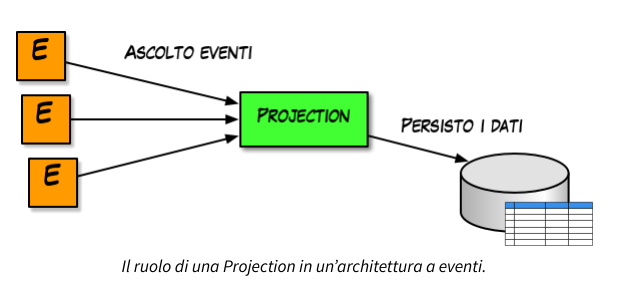 E
ASCOLTO EVENTI
E
PROJECTION
PERSISTO I DATI
E
Il ruolo di una Projection in un'architettura a eventi.